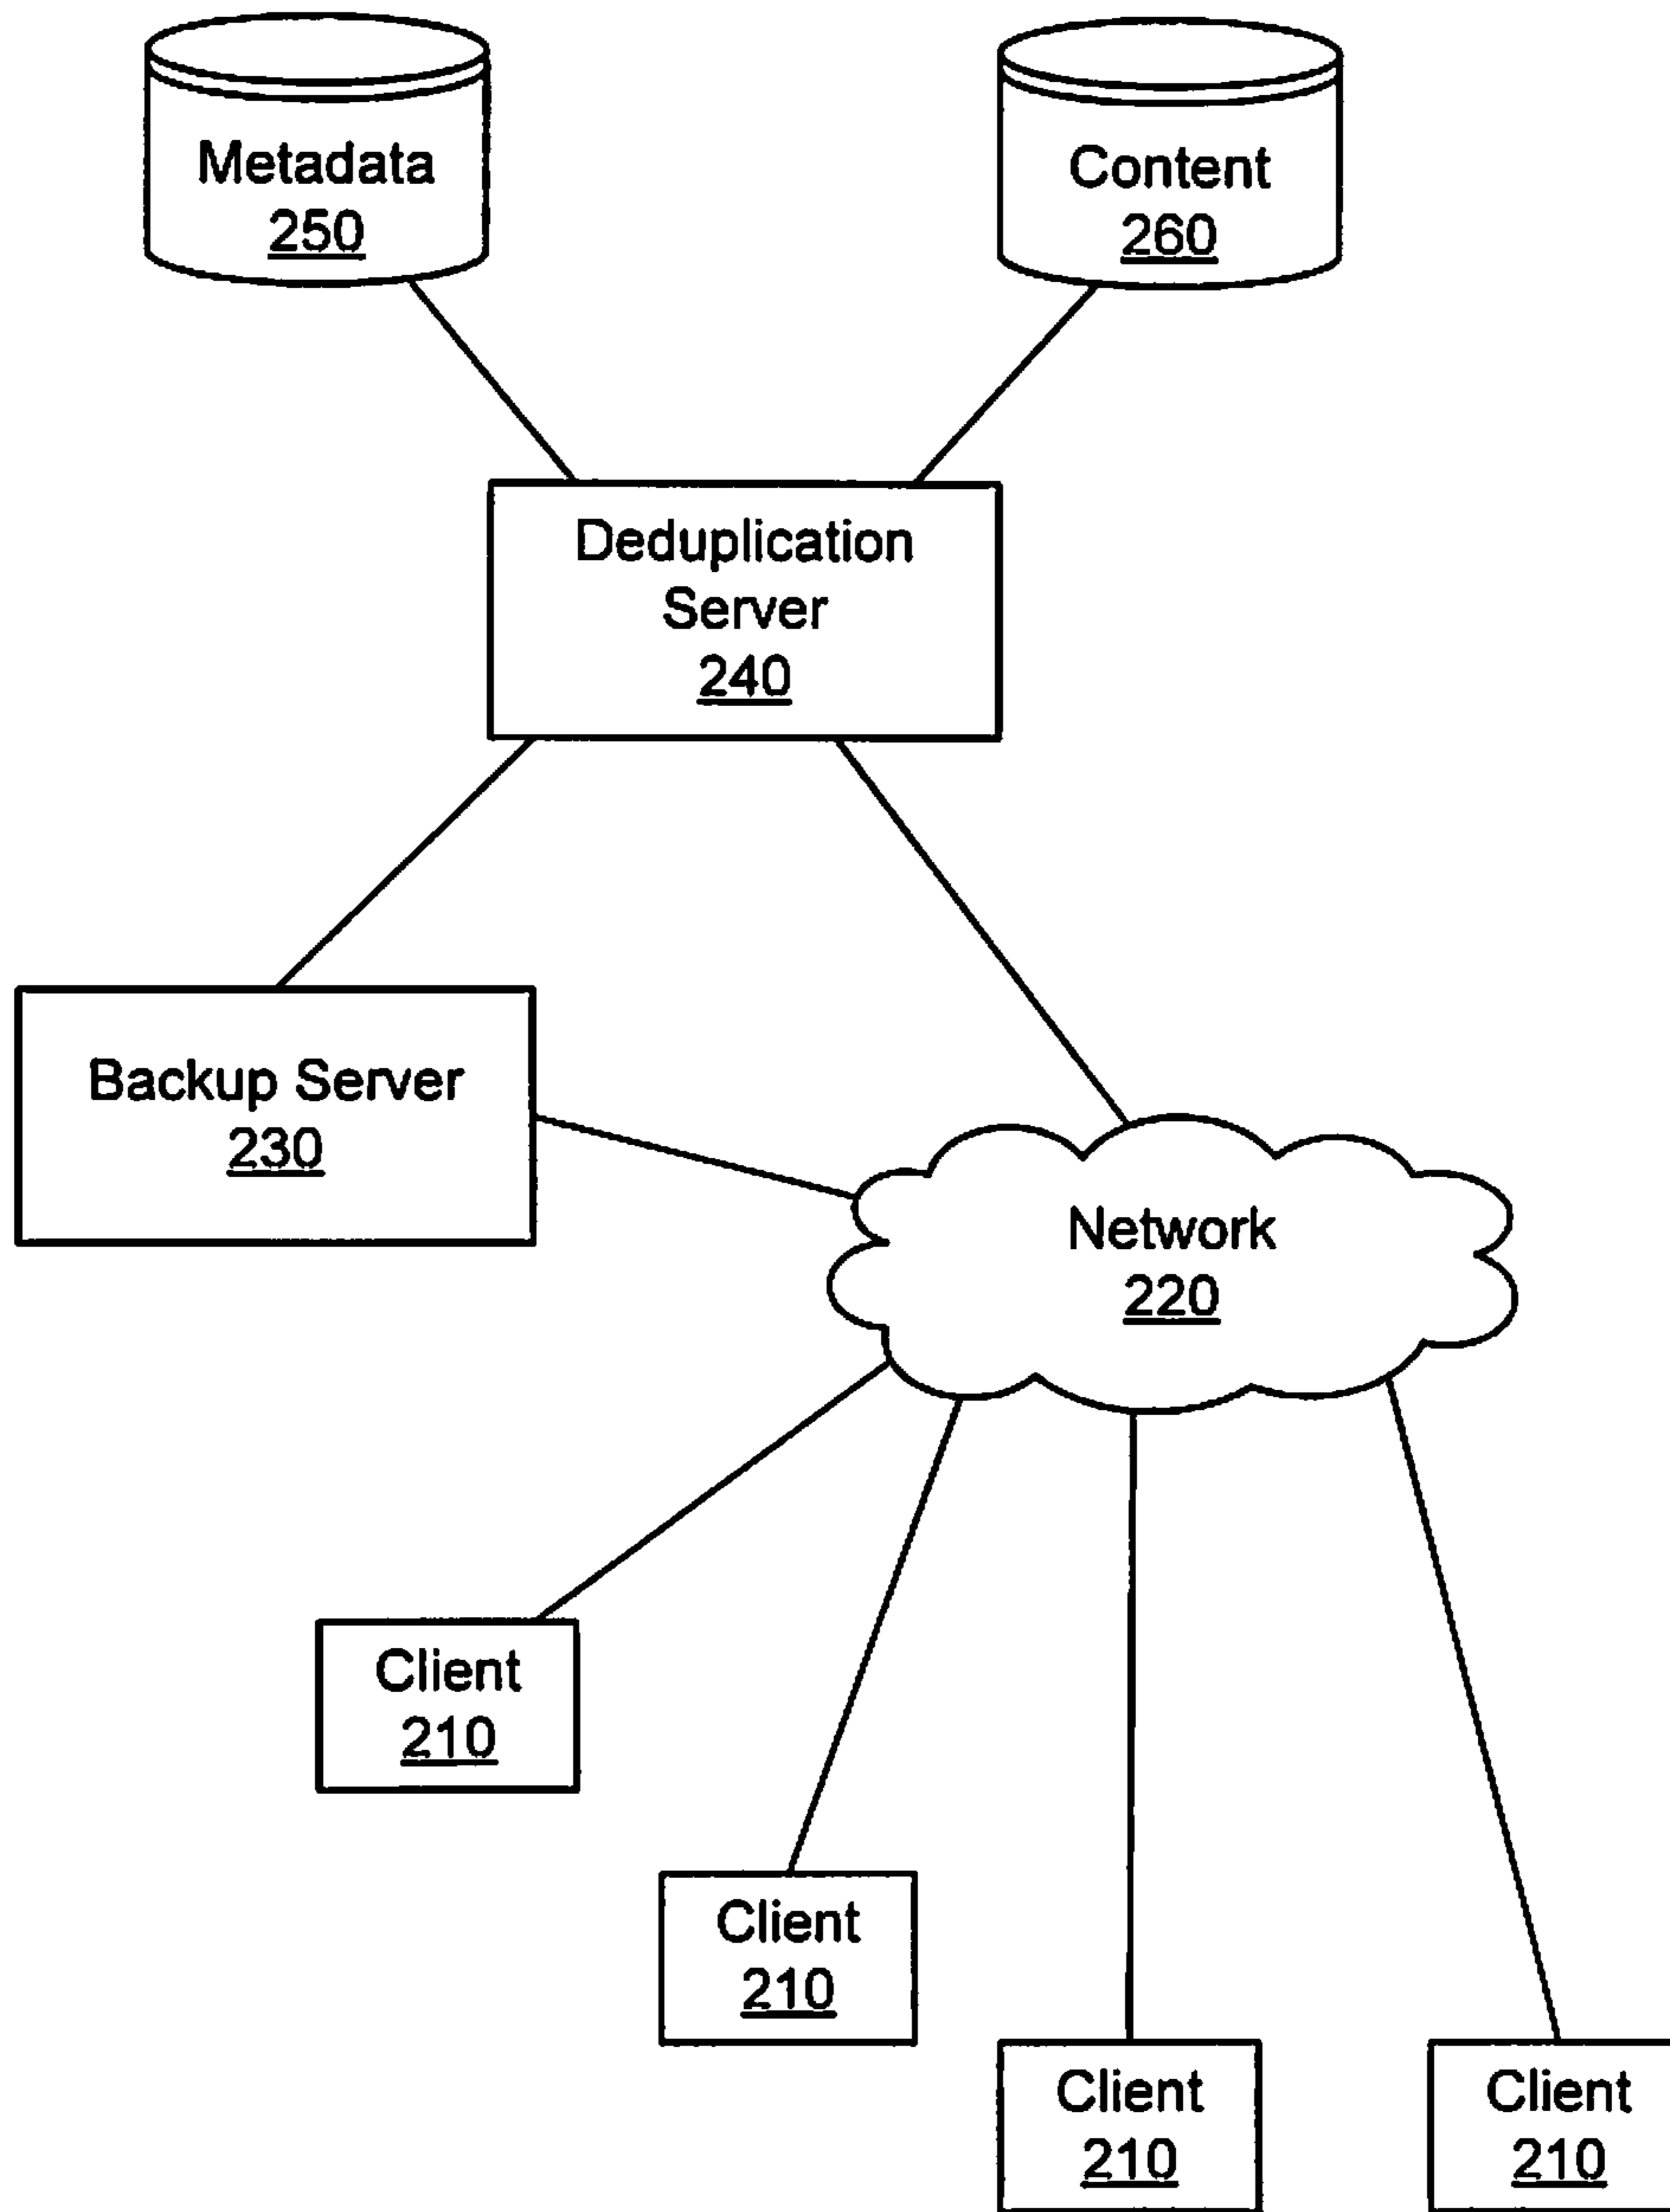 Metadata
250
Content
260
Deduplication
Server
240
Backup Server
230
Network
220
Client
210
Client
210
Client
210
Client
210